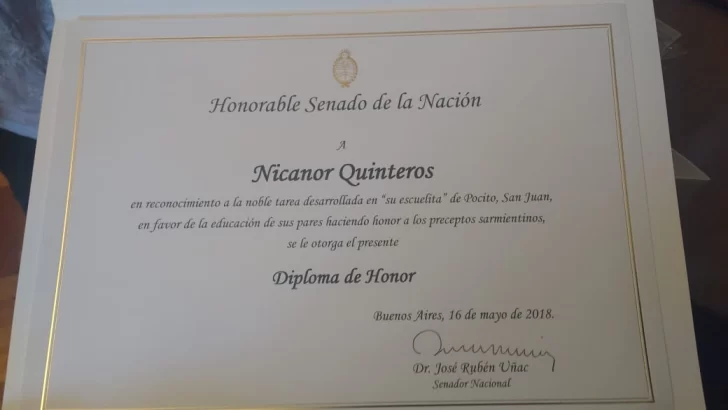 Honorable Senado de la Nación
A
Nicanor Quinteros
en reconocimiento a la noble tarea desarrollada en "su escuelita" de Pocito, San Juan,
en favor de la educación de sus pares haciendo honor a los preceptos sarmientinos,
se le otorga el presente
Diploma de Honor
Buenos Aires, 16 de mayo de 2018.
Dr. José Rubén Uñac
Senador Nacional